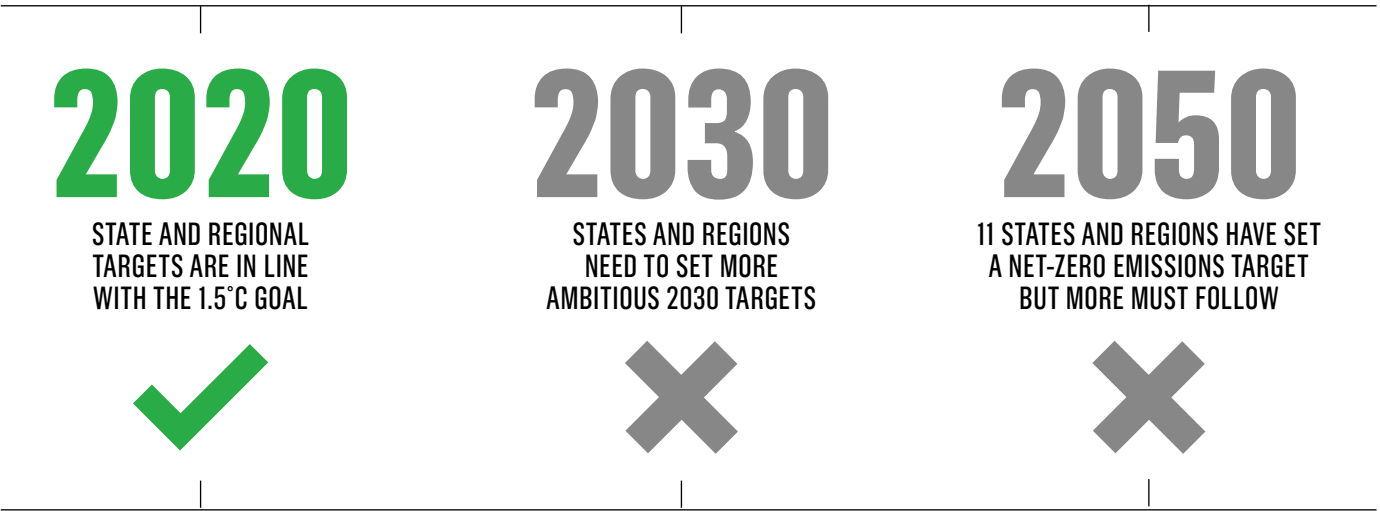 2020
STATE AND REGIONAL
TARGETS ARE IN LINE
WITH THE 1.5°C GOAL
2030
STATES AND REGIONS
NEED TO SET MORE
AMBITIOUS 2030 TARGETS
2050
11 STATES AND REGIONS HAVE SET
A NET-ZERO EMISSIONS TARGET
BUT MORE MUST FOLLOW